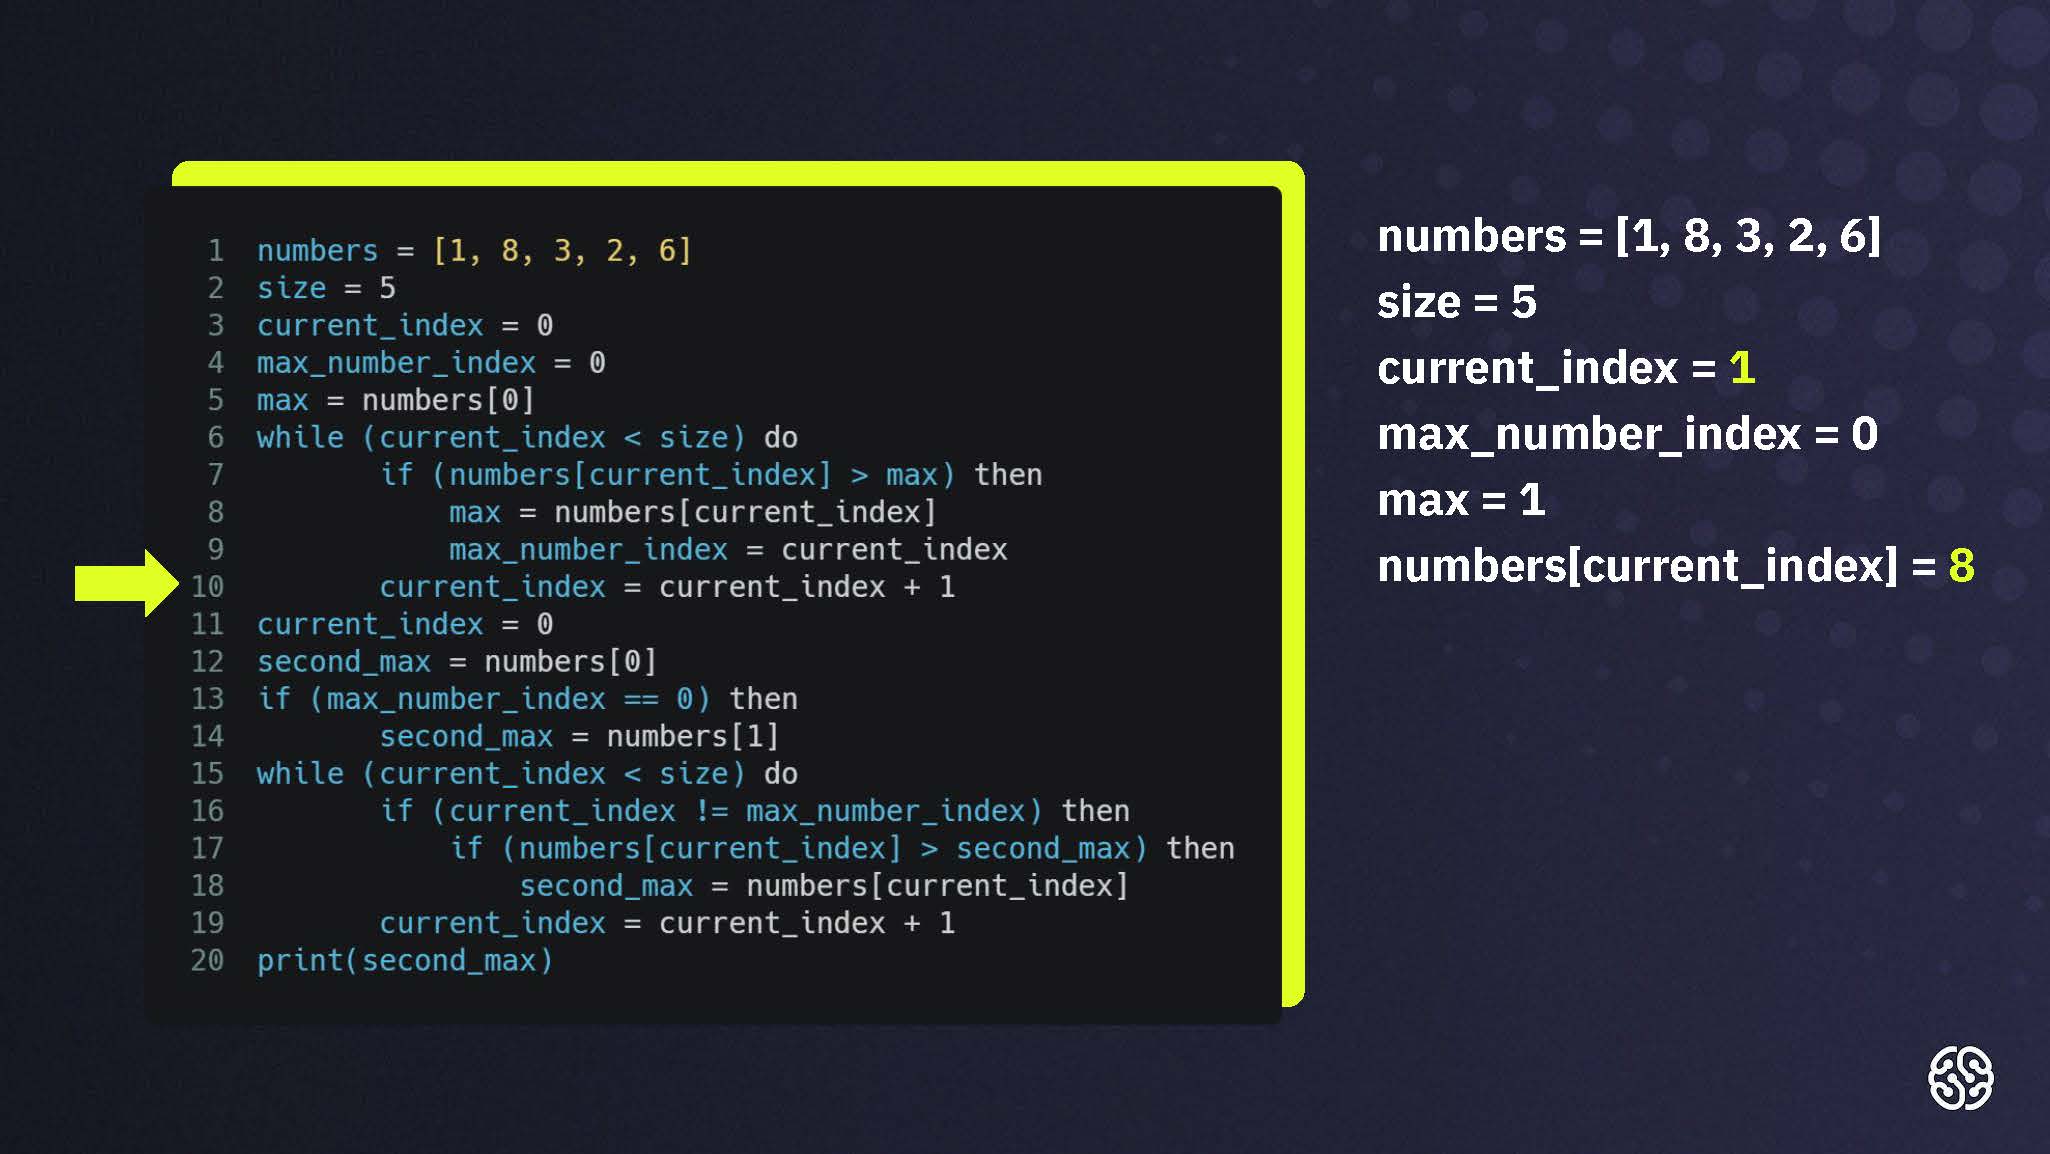 1 numbers = [1, 8, 3, 2, 6]
2 size = 5
3 current_index = 0
4 max_number_index = 0
5 max = numbers[0]
6 while (current_index < size) do
7 if (numbers[current_index] > max) then
8 max = numbers[current_index]
9 max_number_index = current_index
10 current_index = current_index + 1
11 current_index = 0
12 second_max = numbers[0]
13 if (max_number_index == 0) then
14 second_max = numbers[1]
15 while (current_index < size) do
16 if (current_index != max_number_index) then
17 if (numbers[current_index] > second_max) then
18 second_max = numbers[current_index]
19 current_index = current_index + 1
20 print(second_max)
numbers = [1, 8, 3, 2, 6]
size = 5
current_index = 1
max_number_index = 0
max = 1
numbers[current_index] = 8